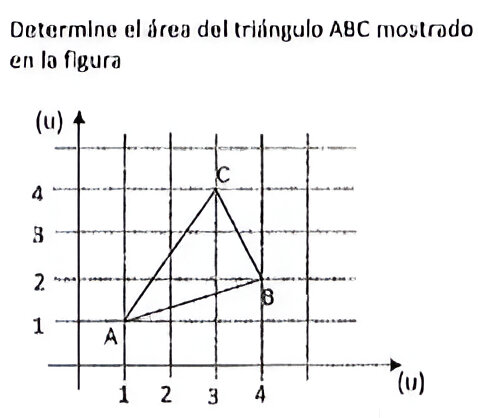 Determine el área del triángulo ABC mostrado
en la figura
(u)
C
4
3
2
B
1
A
1 2 3 4
(u)